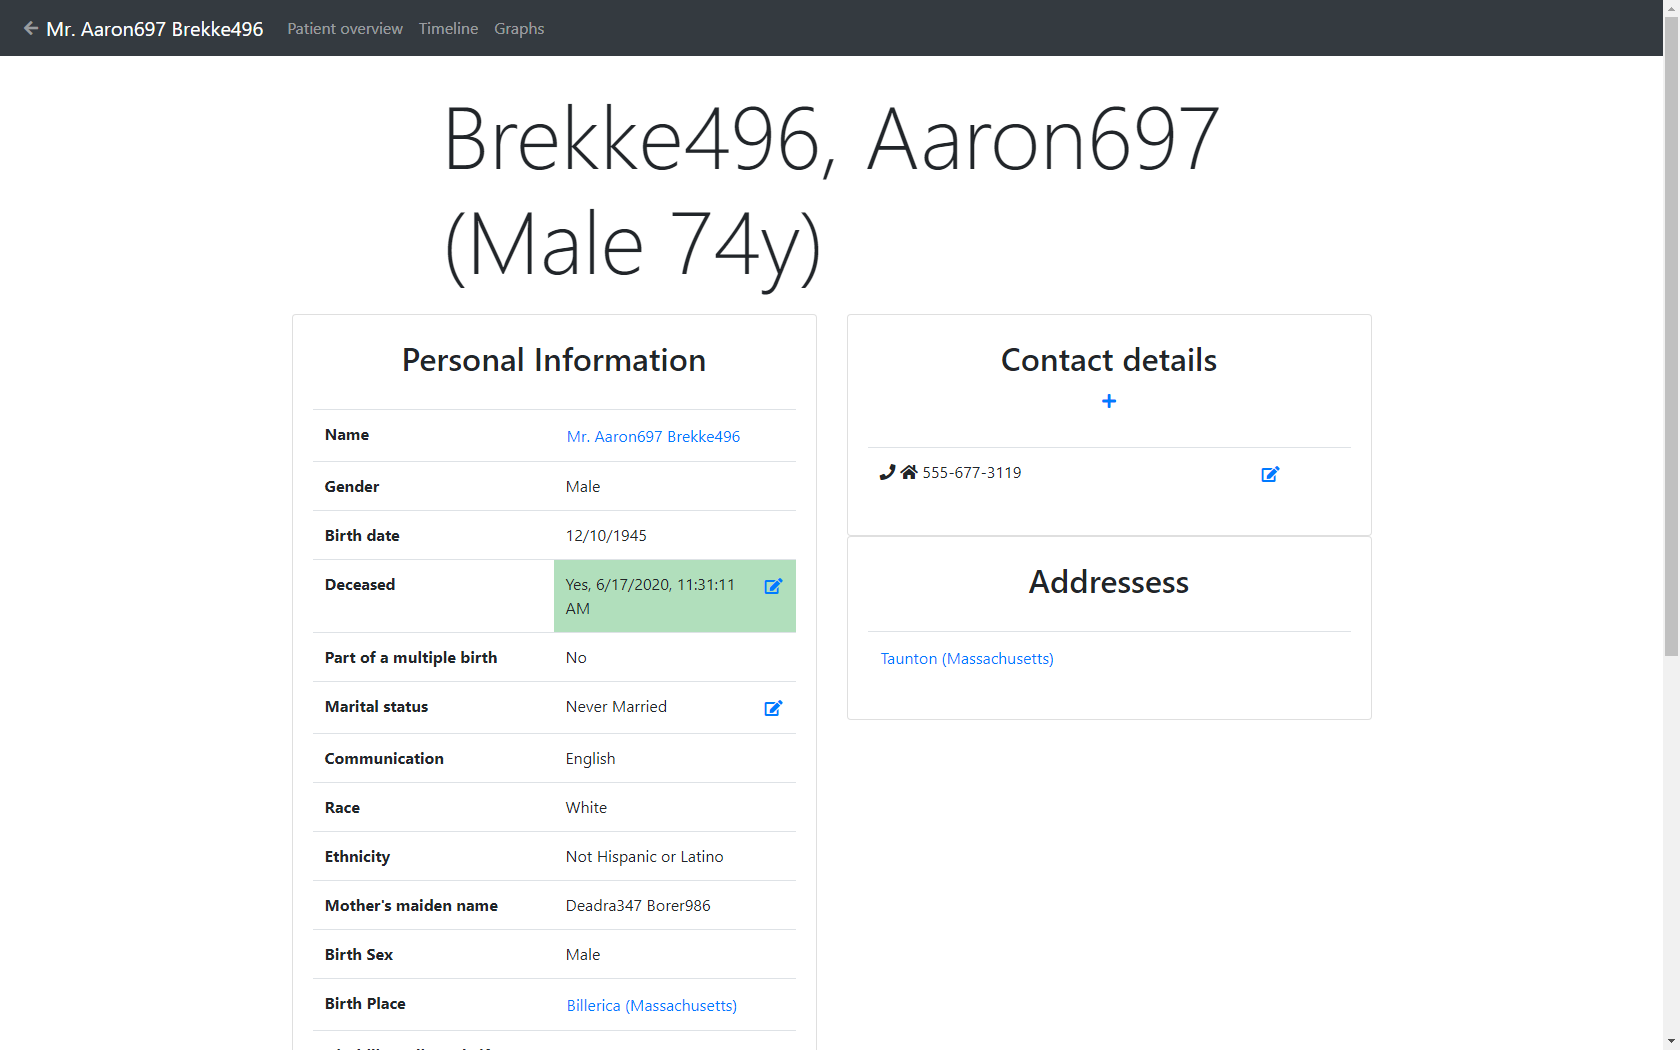 Mr. Aaron697 Brekke496 Patient overview Timeline Graphs
Brekke496, Aaron697
(Male 74y)
Personal Information
Name Mr. Aaron697 Brekke496
Gender Male
Birth date 12/10/1945
Deceased Yes, 6/17/2020, 11:31:11
AM
Part of a multiple birth No
Marital status Never Married
Communication English
Race White
Ethnicity Not Hispanic or Latino
Mother's maiden name Deadra347 Borer986
Birth Sex Male
Birth Place Billerica (Massachusetts)
Contact details
555-677-3119
Addressess
Taunton (Massachusetts)